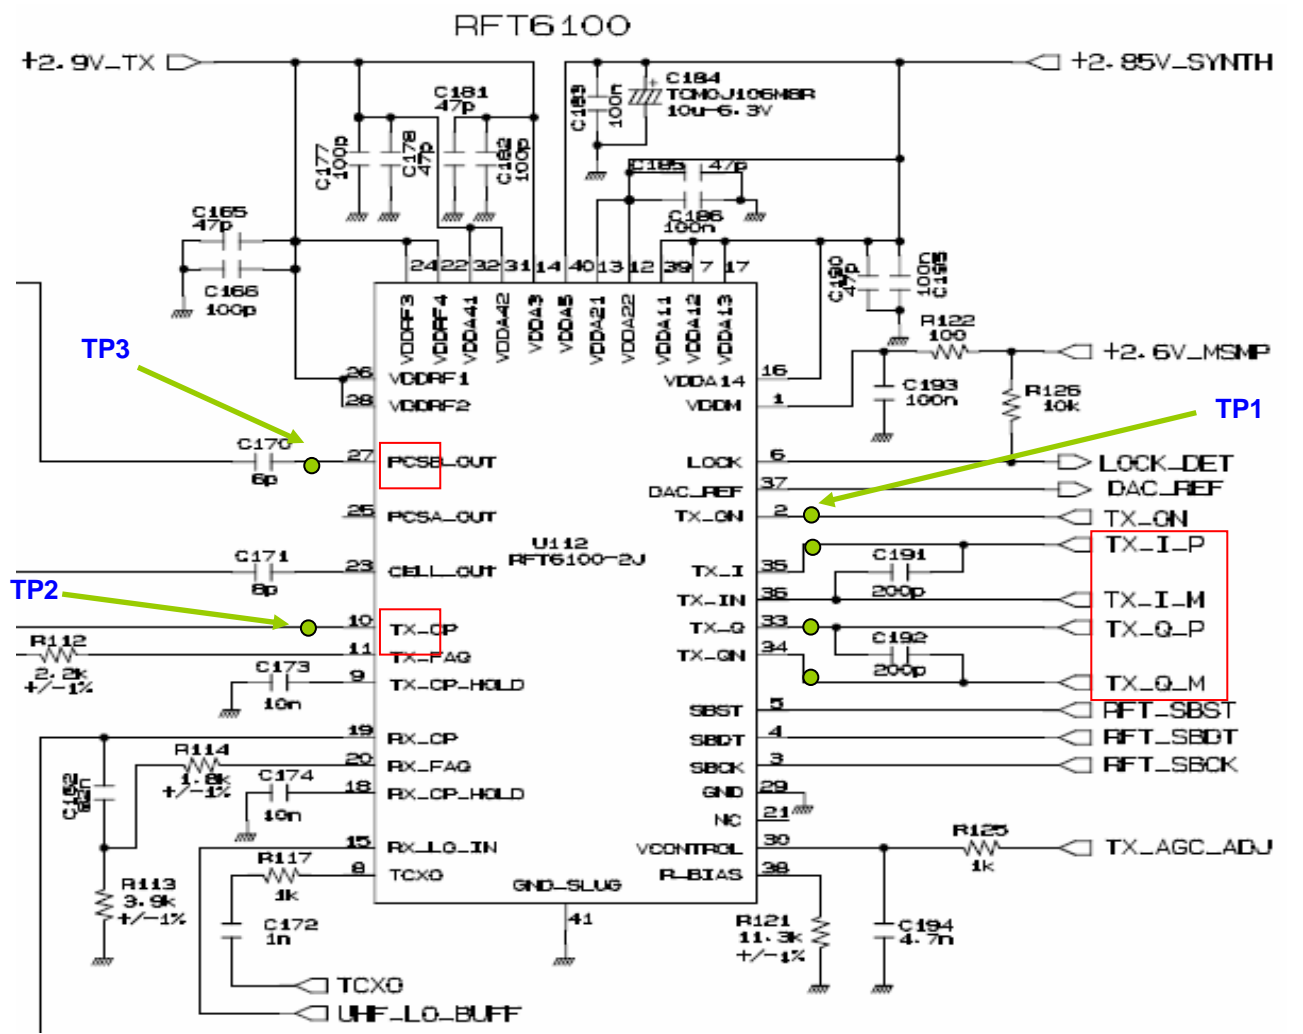 RFT6100
+2.9V_TX
+2.85V_SYNTH
C181
47p
C177
100p
C178
47p
C182
100p
C183
100n
C184
TCMOJ106M8R
10u-6.3V
C185
47p
C186
100n
C165
47p
C166
100p
C190
47p
100n
C195
24 22 32 31 14 40 13 12 39 7 17
VDDRF3
VDDRF4
VDDA41
VDDA42
VDDA3
VDDA5
VDDA21
VDDA22
VDDA11
VDDA12
VDDA13
R122
100
+2.6V_MSMP
TP3
26
VDDRF1
28
VDDRF2
VDDA14
16
VDDM
1
C193
100n
R126
10k
TP1
C170
6p
27
PCSB_OUT
LOCK
6
LOCK_DET
DAC_REF
37
DAC_REF
25
PCSA_OUT
TX_ON
2
TX_ON
U112
RFT6100-2J
C171
8p
23
CELL_OUT
TX_I
35
C191
200p
TX_I_P
TX_IN
36
TX_I_M
TP2
10
TX_CP
TX_Q
33
TX_Q_P
R112
2.2k
+/-1%
11
TX_FAQ
TX_QN
34
C192
200p
TX_Q_M
C173
10n
9
TX_CP_HOLD
SBST
5
RFT_SBST
19
RX_CP
SBDT
4
RFT_SBDT
R114
1.8k
+/-1%
20
RX_FAQ
SBCK
3
RFT_SBCK
C174
10n
18
RX_CP_HOLD
GND
29
NC
21
15
RX_LO_IN
VCONTROL
30
R125
1k
TX_AGC_ADJ
R117
1k
8
TCXO
R_BIAS
38
GND_SLUG
41
R113
3.9k
+/-1%
C172
1n
R121
11.3k
+/-1%
C194
4.7n
TCXO
UHF_LO_BUFF